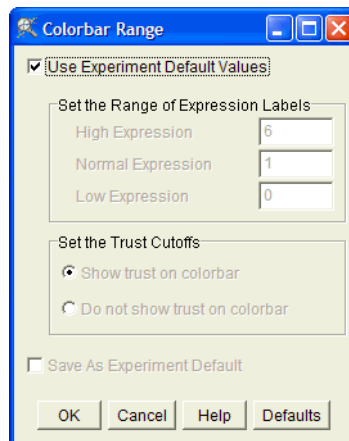 Colorbar Range
Use Experiment Default Values
Set the Range of Expression Labels
High Expression 6
Normal Expression 1
Low Expression 0
Set the Trust Cutoffs
Show trust on colorbar
Do not show trust on colorbar
Save As Experiment Default
OK Cancel Help Defaults